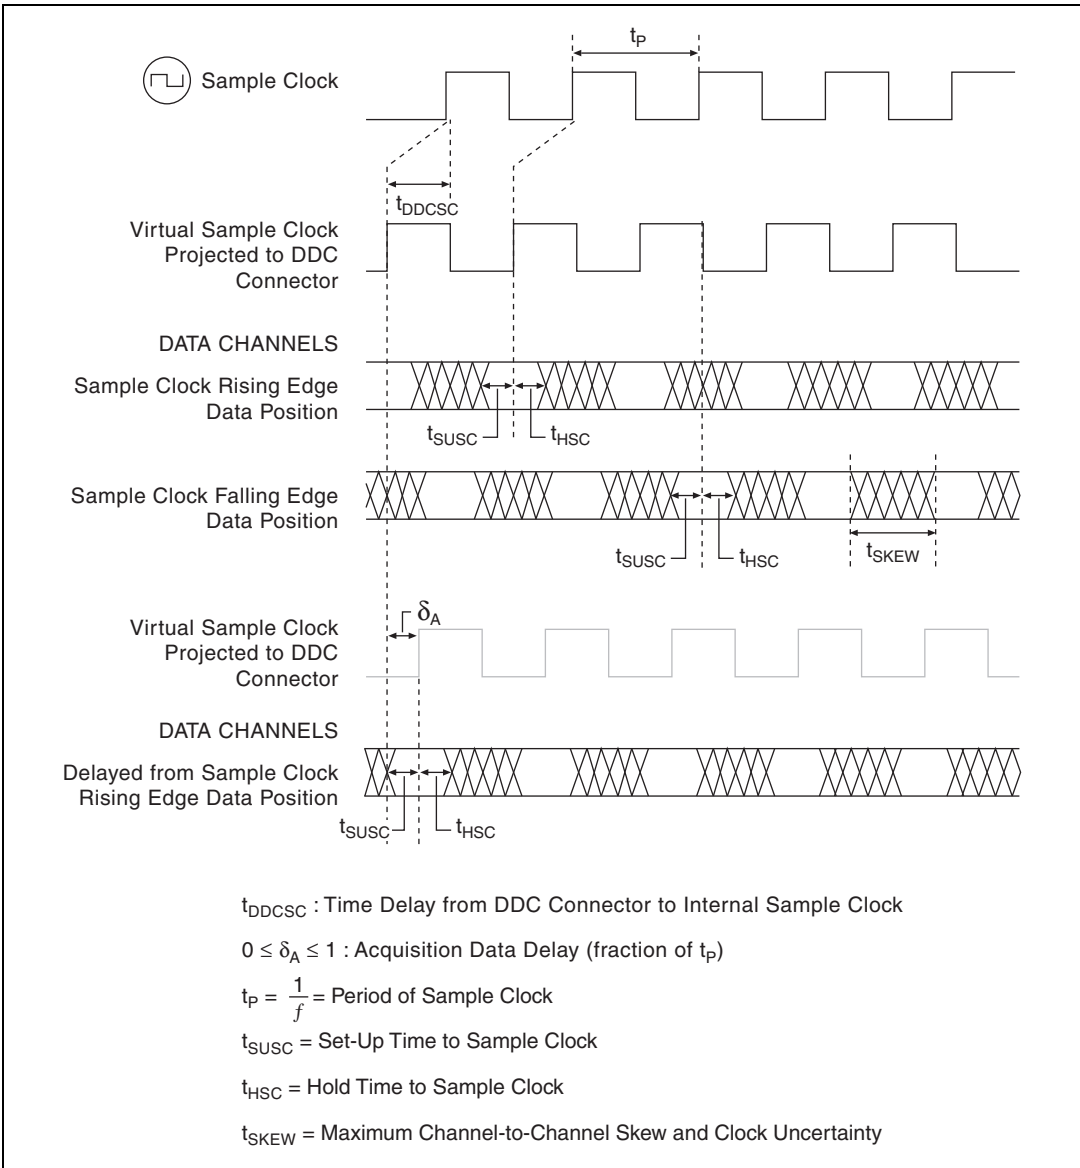 t_P
Sample Clock
t_DDCSC
Virtual Sample Clock
Projected to DDC
Connector
DATA CHANNELS
Sample Clock Rising Edge
Data Position
t_SUSC
t_HSC
Sample Clock Falling Edge
Data Position
t_SUSC
t_HSC
t_SKEW
δ_A
Virtual Sample Clock
Projected to DDC
Connector
DATA CHANNELS
Delayed from Sample Clock
Rising Edge Data Position
t_SUSC
t_HSC
t_DDCSC : Time Delay from DDC Connector to Internal Sample Clock
0 ≤ δ_A ≤ 1 : Acquisition Data Delay (fraction of t_P)
t_P = 1/f = Period of Sample Clock
t_SUSC = Set-Up Time to Sample Clock
t_HSC = Hold Time to Sample Clock
t_SKEW = Maximum Channel-to-Channel Skew and Clock Uncertainty